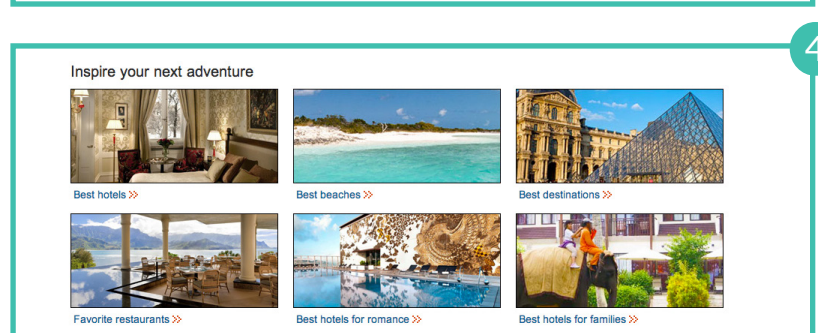 4
Inspire your next adventure
Best hotels »
Best beaches »
Best destinations »
Favorite restaurants »
Best hotels for romance »
Best hotels for families »